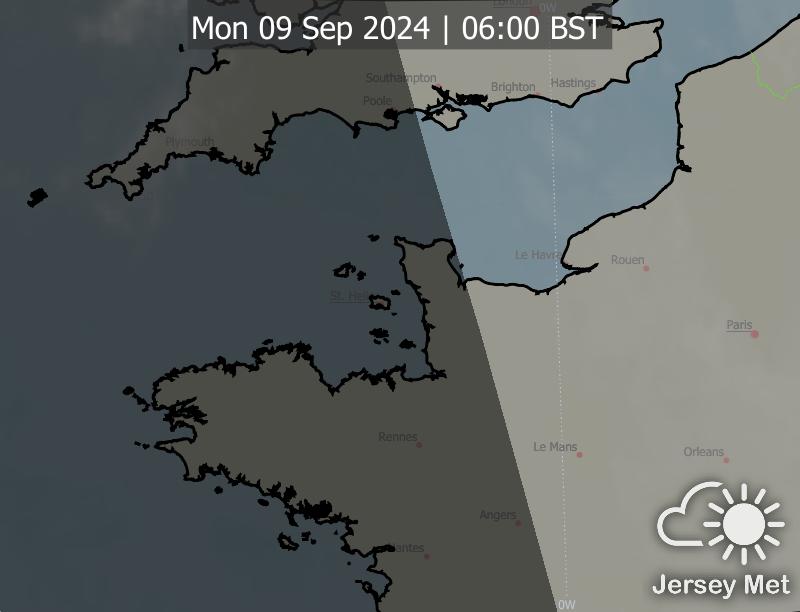 London
0W
Mon 09 Sep 2024 | 06:00 BST
Southampton
Brighton
Hastings
Poole
Plymouth
Le Havre
Rouen
St. Hel
Paris
Rennes
Le Mans
Orleans
Angers
Nantes
Jersey Met
0W